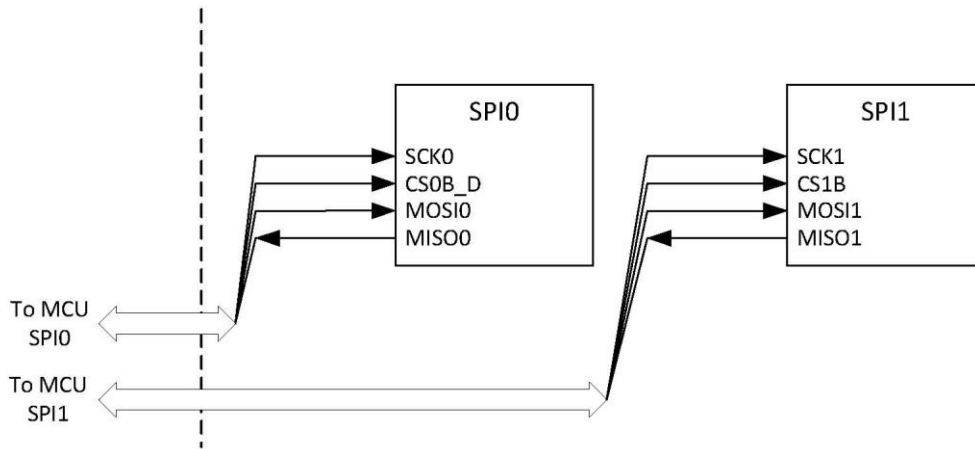 SPI0
SCK0
CS0B_D
MOSI0
MISO0
SPI1
SCK1
CS1B
MOSI1
MISO1
To MCU
SPI0
To MCU
SPI1